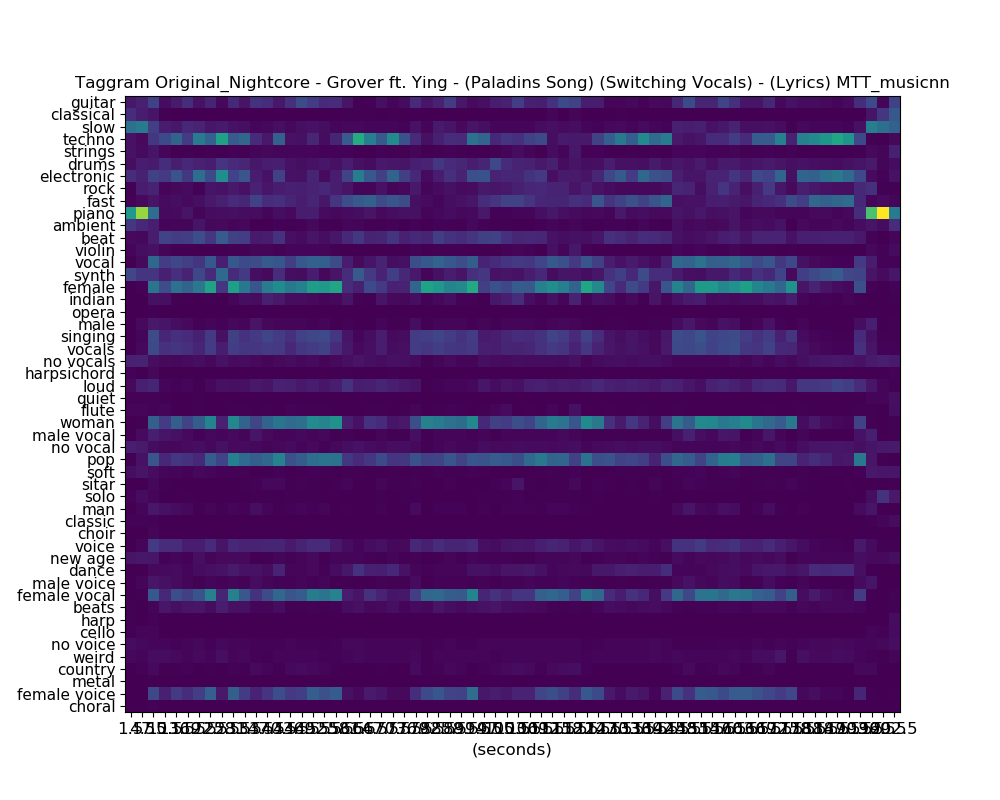 Taggram Original_Nightcore - Grover ft. Ying - (Paladins Song) (Switching Vocals) - (Lyrics) MTT_musicnn
guitar
classical
slow
techno
strings
drums
electronic
rock
fast
piano
ambient
beat
violin
vocal
synth
female
indian
opera
male
singing
vocals
no vocals
harpsichord
loud
quiet
flute
woman
male vocal
no vocal
pop
soft
sitar
solo
man
classic
choir
voice
new age
dance
male voice
female vocal
beats
harp
cello
no voice
weird
country
metal
female voice
choral
(seconds)